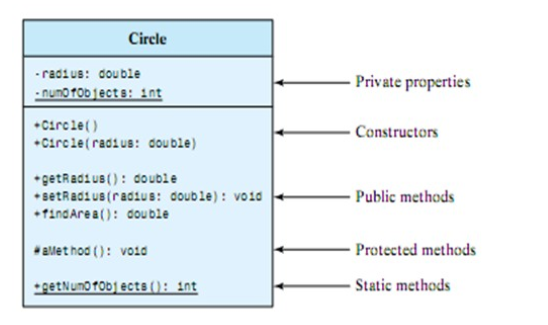 Circle
-radius: double
-numOfObjects: int
Private properties
+Circle()
+Circle(radius: double)
Constructors
+getRadius(): double
+setRadius(radius: double): void
+findArea(): double
Public methods
#aMethod(): void
Protected methods
+getNumOfObjects(): int
Static methods